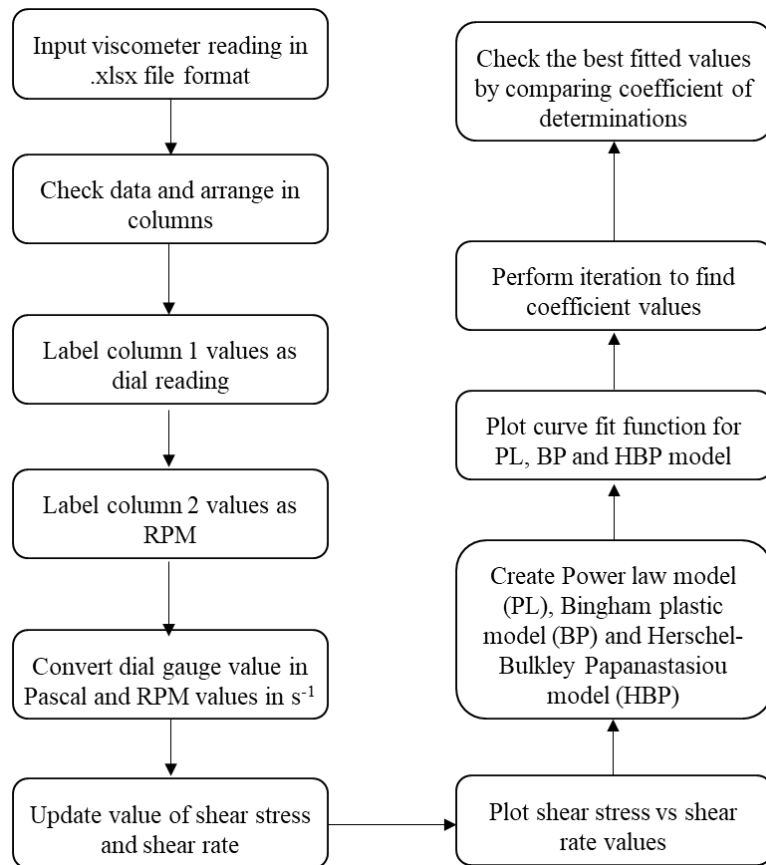 Input viscometer reading in
.xlsx file format
Check data and arrange in
columns
Label column 1 values as
dial reading
Label column 2 values as
RPM
Convert dial gauge value in
Pascal and RPM values in s⁻¹
Update value of shear stress
and shear rate
Plot shear stress vs shear
rate values
Create Power law model
(PL), Bingham plastic
model (BP) and Herschel-
Bulkley Papanastasiou
model (HBP)
Plot curve fit function for
PL, BP and HBP model
Perform iteration to find
coefficient values
Check the best fitted values
by comparing coefficient of
determinations